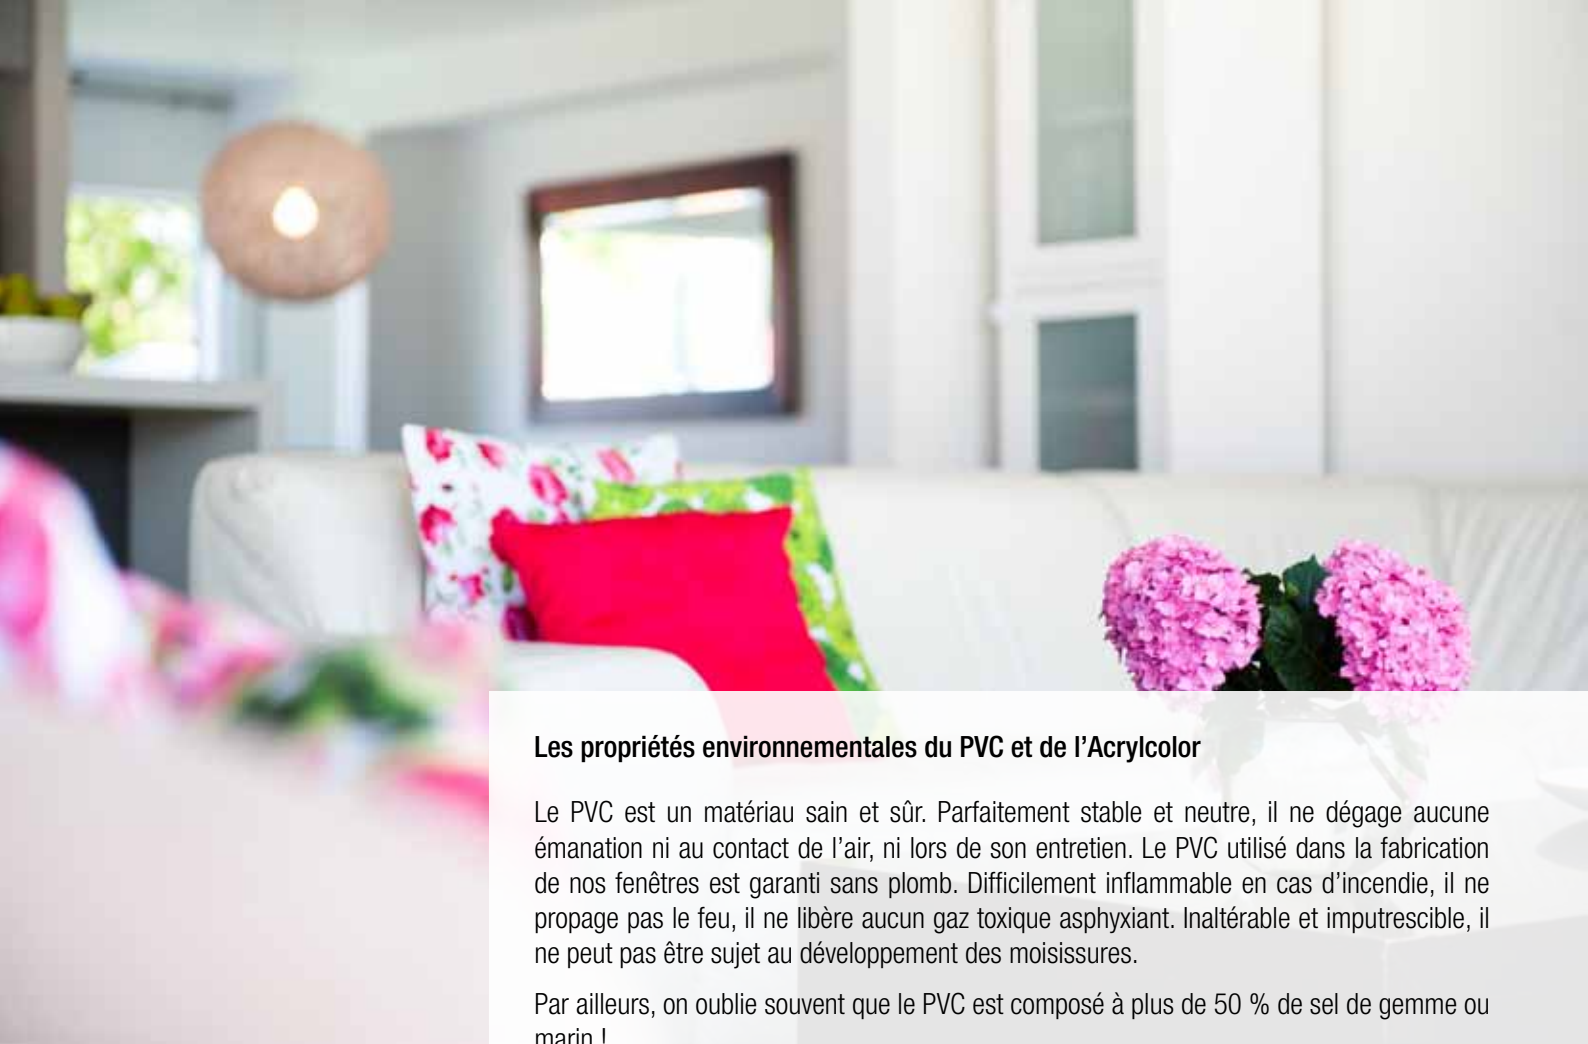 Les propriétés environnementales du PVC et de l’Acrylcolor
Le PVC est un matériau sain et sûr. Parfaitement stable et neutre, il ne dégage aucune
émanation ni au contact de l’air, ni lors de son entretien. Le PVC utilisé dans la fabrication
de nos fenêtres est garanti sans plomb. Difficilement inflammable en cas d’incendie, il ne
propage pas le feu, il ne libère aucun gaz toxique asphyxiant. Inaltérable et imputrescible, il
ne peut pas être sujet au développement des moisissures.
Par ailleurs, on oublie souvent que le PVC est composé à plus de 50 % de sel de gemme ou
marin !